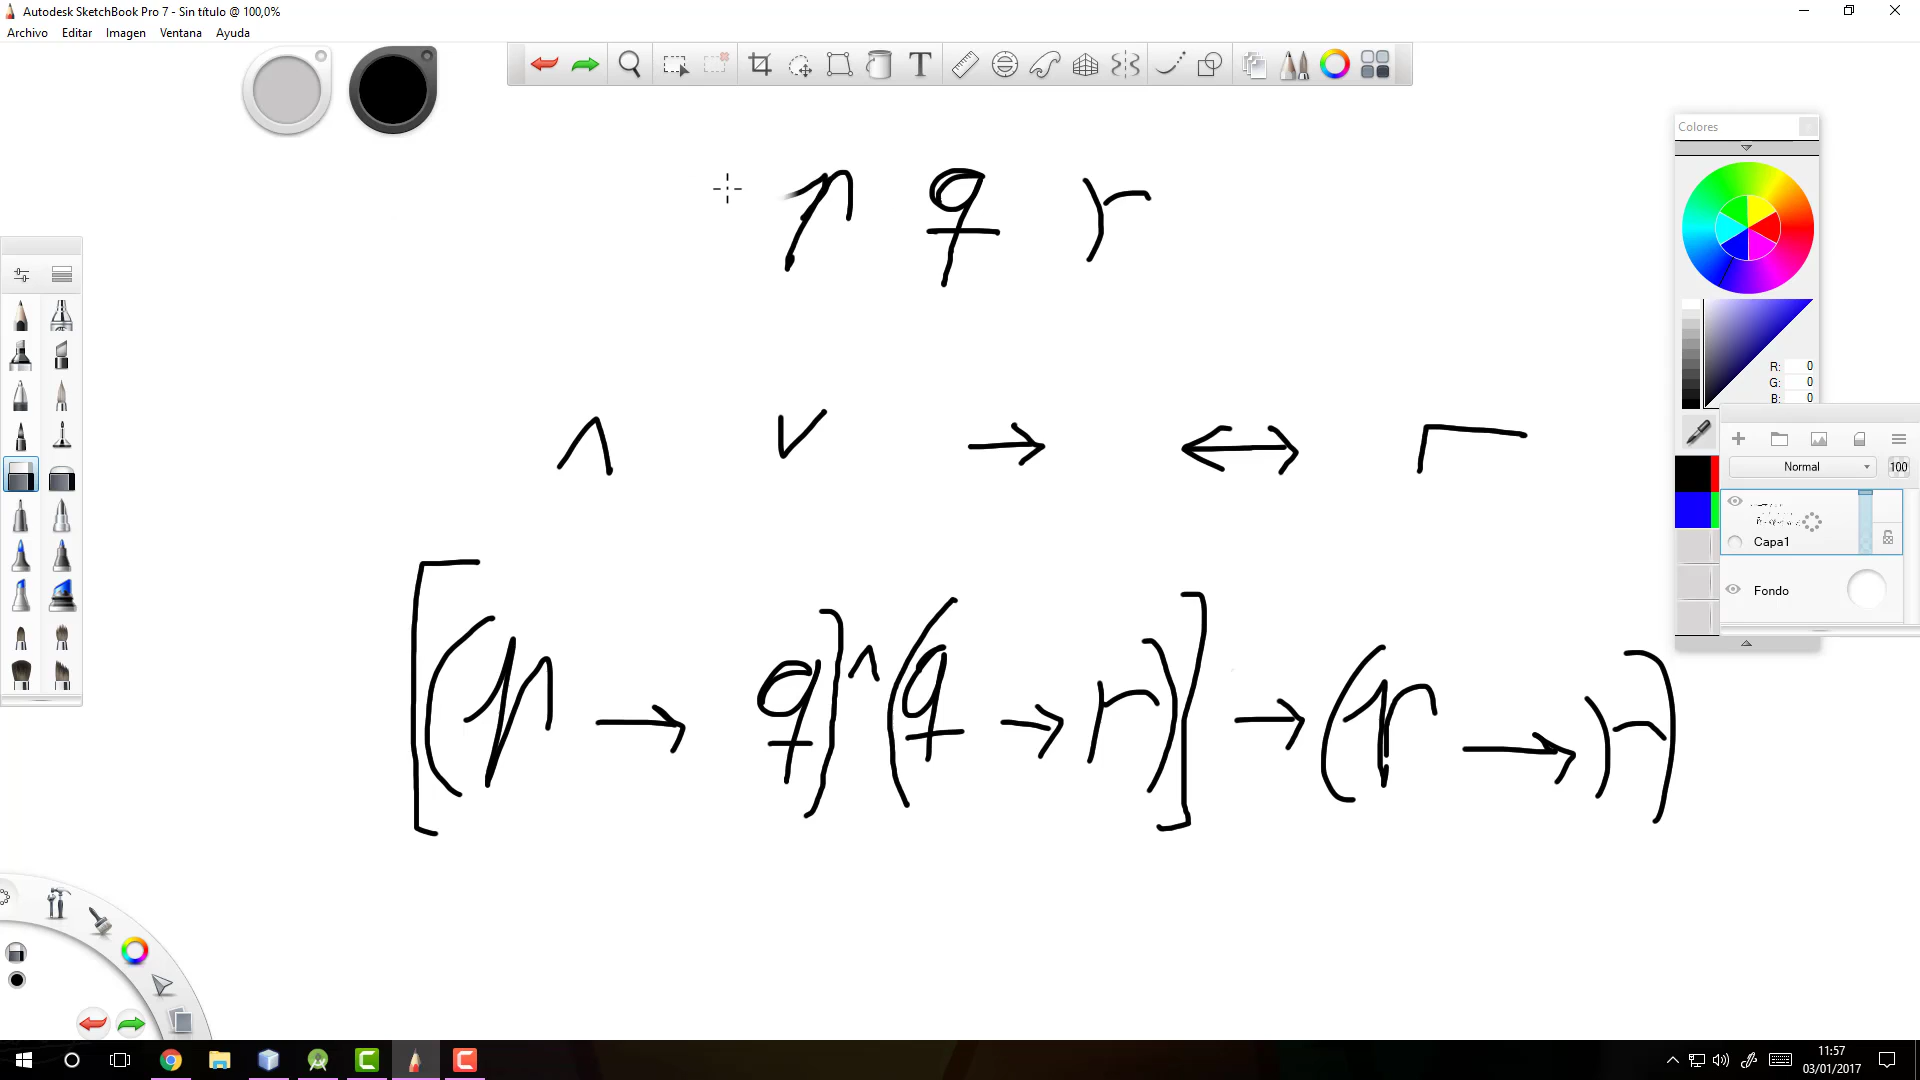 Autodesk SketchBook Pro 7 - Sin título @ 100,0%
Archivo Editar Imagen Ventana Ayuda
Colores
p q r
∧ ∨ → ↔ ¬
[(p → q) ∧ (q → r)] → (p → r)
R: 0
G: 0
B: 0
Normal 100
Capa1
Fondo
11:57
03/01/2017